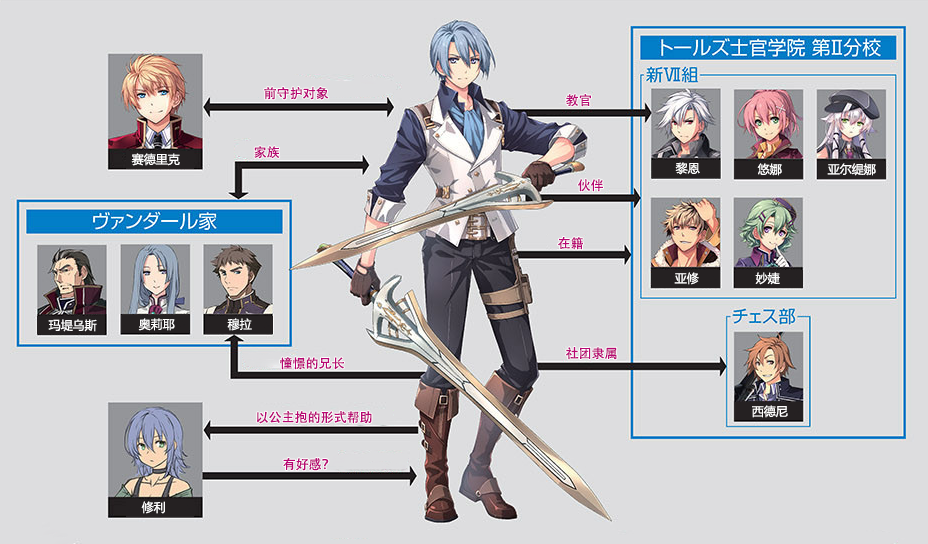 トールズ士官学院 第Ⅱ分校
新Ⅶ組
前守护对象
教官
赛德里克
黎恩
悠娜
亚尔缇娜
家族
伙伴
ヴァンダール家
在籍
亚修
妙婕
玛堤乌斯
奥莉耶
穆拉
チェス部
憧憬的兄长
社团隶属
西德尼
以公主抱的形式帮助
有好感?
修利